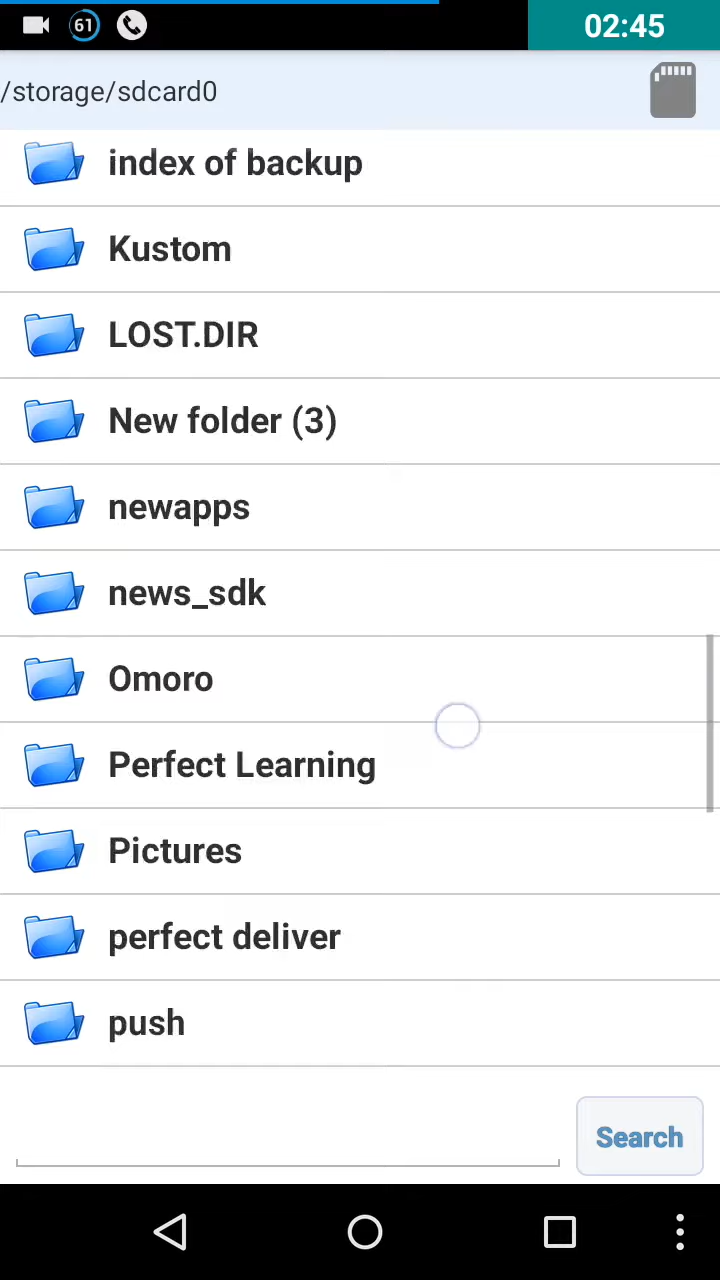 61
02:45
/storage/sdcard0
index of backup
Kustom
LOST.DIR
New folder (3)
newapps
news_sdk
Omoro
Perfect Learning
Pictures
perfect deliver
push
Search